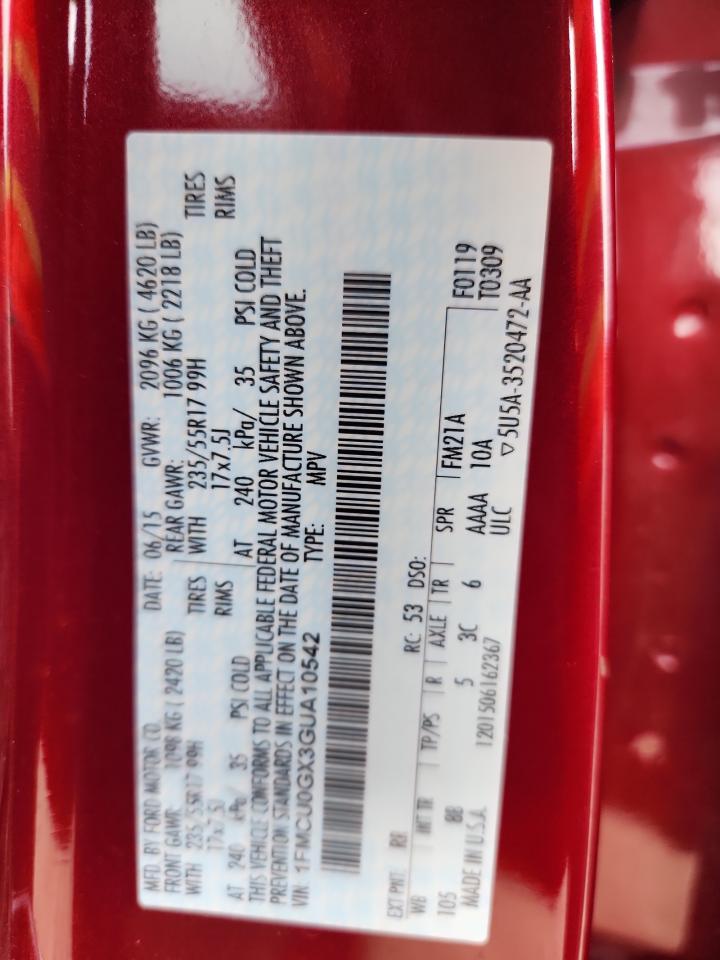 MFD. BY FORD MOTOR CO. DATE: 06/15 GVWR: 2096 KG ( 4620 LB)
FRONT GAWR: 1098 KG ( 2420 LB) REAR GAWR: 1006 KG ( 2218 LB)
WITH 235/55R17 99H TIRES WITH 235/55R17 99H TIRES
17x7.5J RIMS 17x7.5J RIMS
AT 240 kPa/ 35 PSI COLD AT 240 kPa/ 35 PSI COLD
THIS VEHICLE CONFORMS TO ALL APPLICABLE FEDERAL MOTOR VEHICLE SAFETY AND THEFT
PREVENTION STANDARDS IN EFFECT ON THE DATE OF MANUFACTURE SHOWN ABOVE.
VIN: 1FMCU0GX3GUA10542 TYPE: MPV
EXT PNT: RR RC: 53 DSO:
WB INT TR TP/PS R AXLE TR SPR FM21A F0119
105 8B 5 3C 6 AAAA 10A T0309
MADE IN U.S.A. 1201506162367 ULC
▽5U5A-3520472-AA